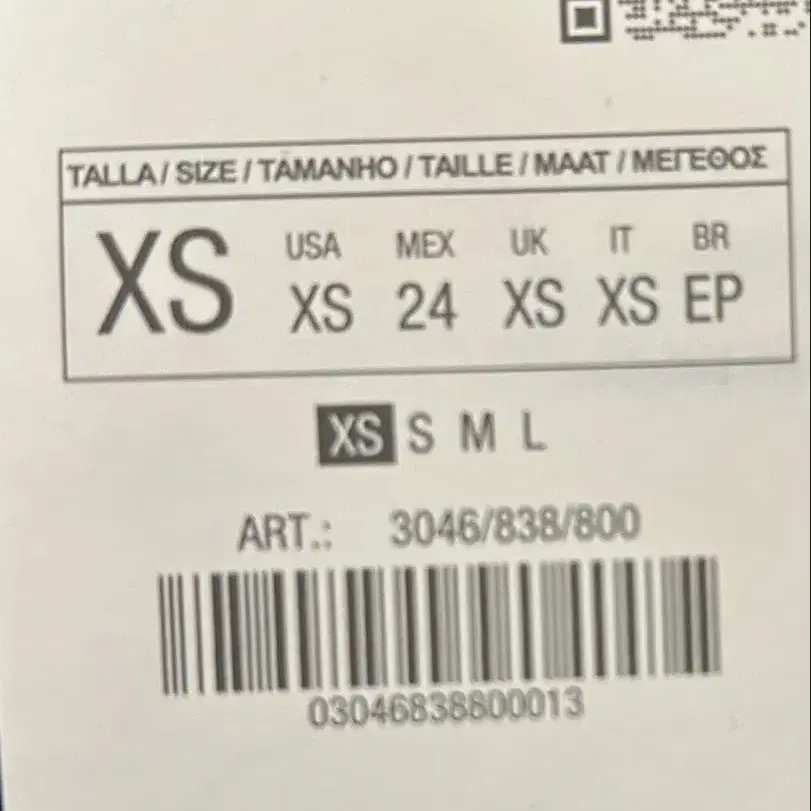 TALLA / SIZE / TAMANHO / TAILLE / MAAT / ΜΕΓΕΘΟΣ
XS USA MEX UK IT BR
XS 24 XS XS EP
XS S M L
ART.: 3046/838/800
03046838800013